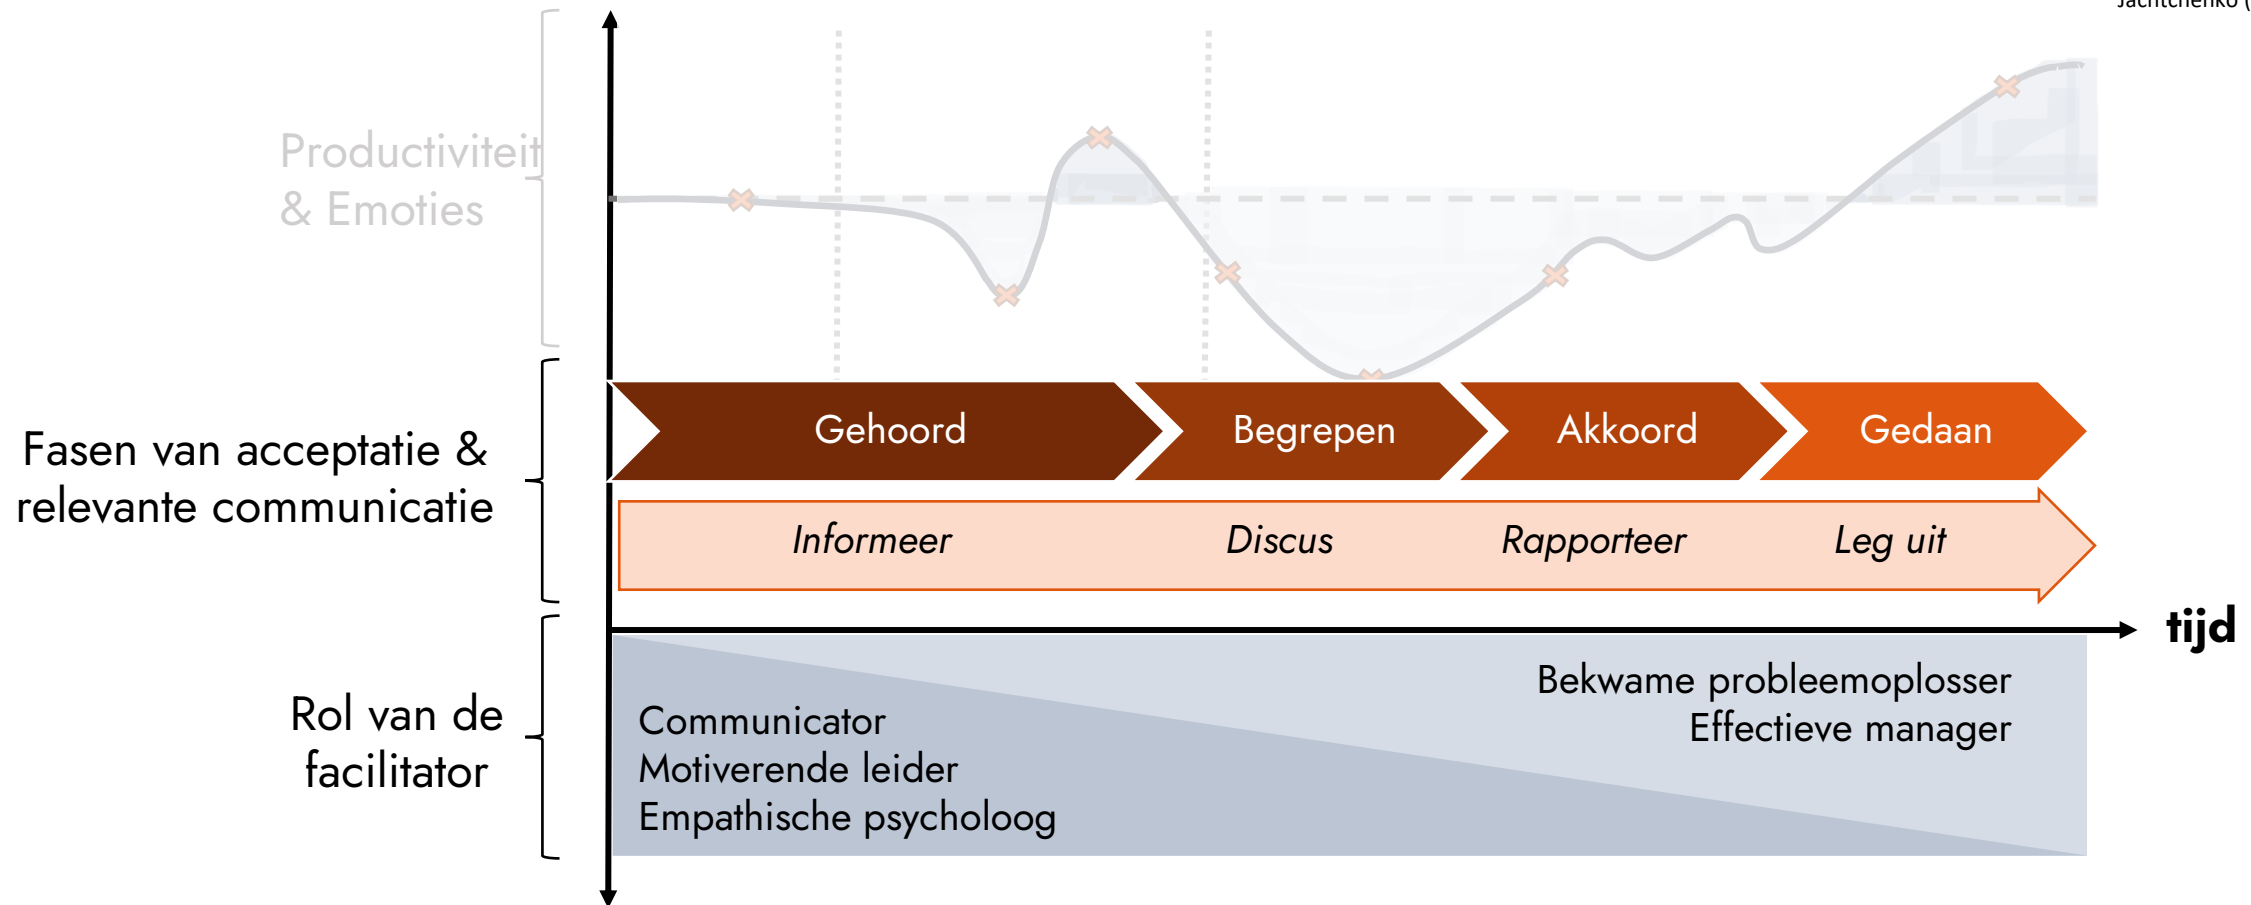 Jachtchenko (
Productiviteit
& Emoties
Gehoord
Begrepen
Akkoord
Gedaan
Fasen van acceptatie &
relevante communicatie
Informeer
Discus
Rapporteer
Leg uit
tijd
Rol van de
facilitator
Communicator
Motiverende leider
Empathische psycholoog
Bekwame probleemoplosser
Effectieve manager